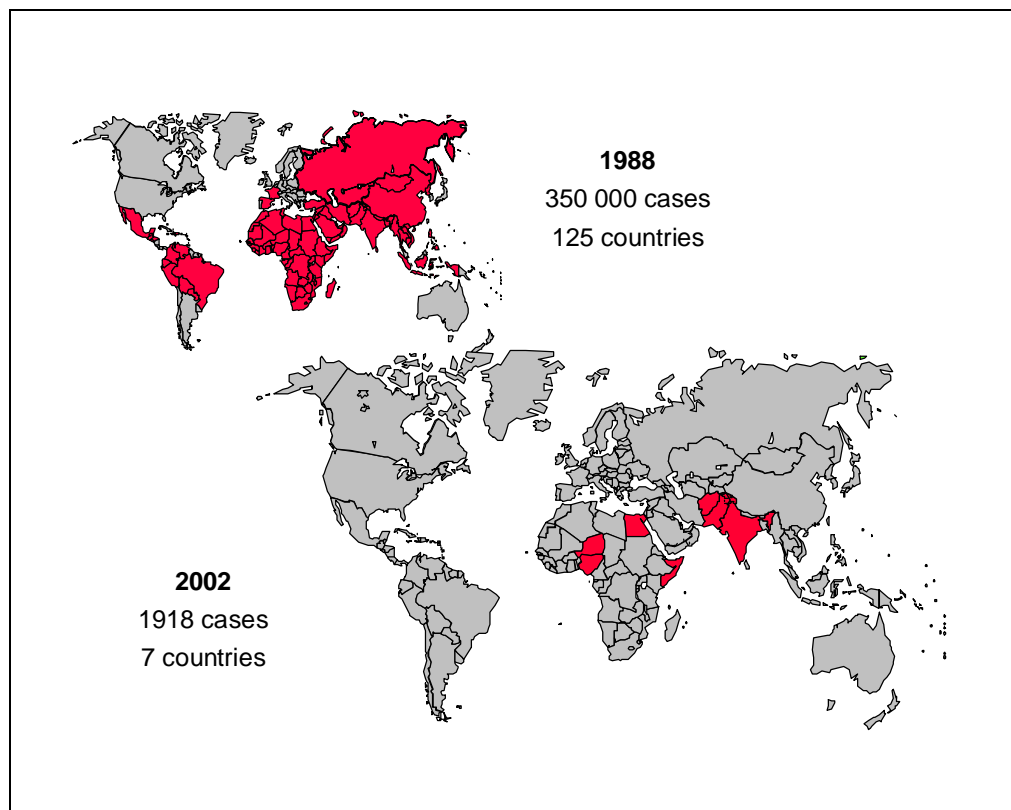 1988
350 000 cases
125 countries
2002
1918 cases
7 countries